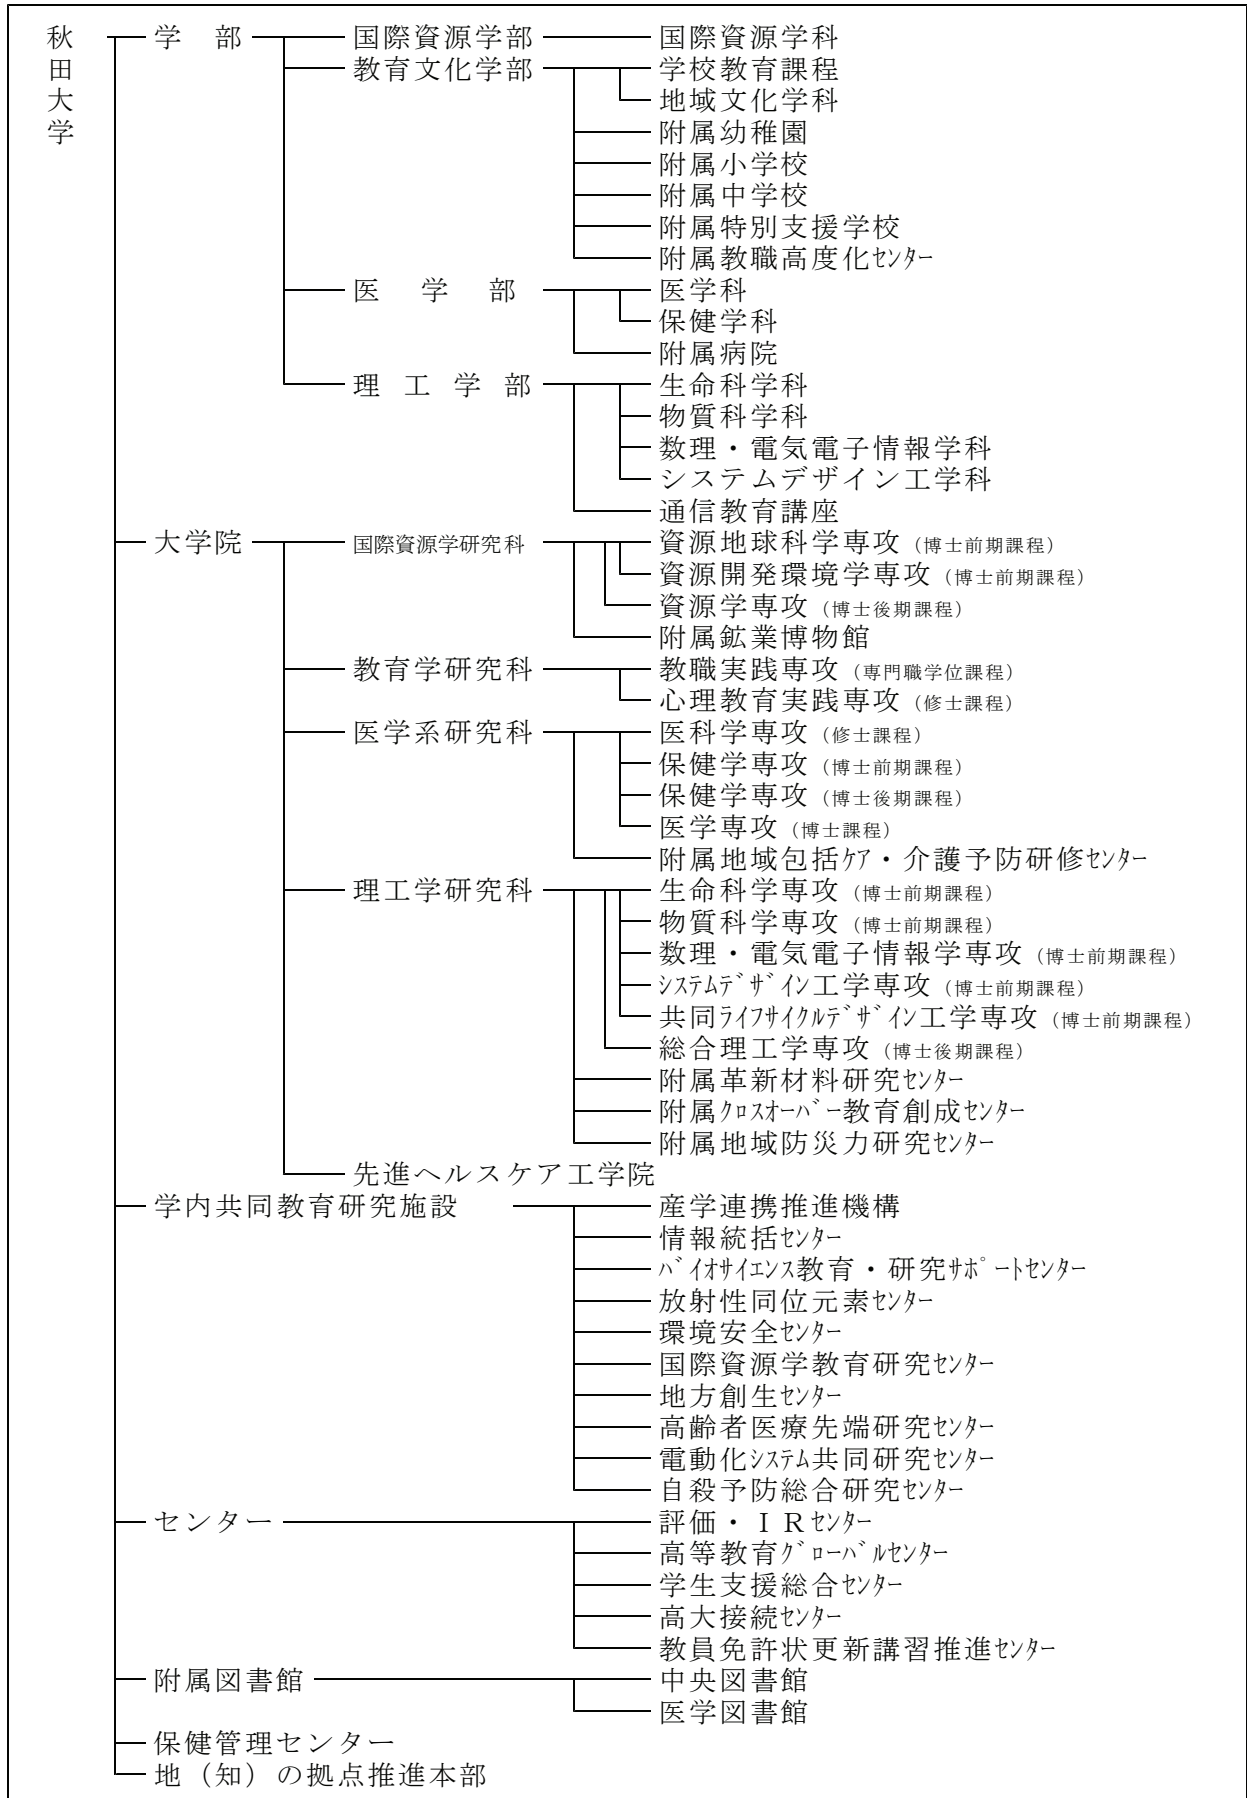 秋田大学
学部 国際資源学部 国際資源学科
教育文化学部 学校教育課程
地域文化学科
附属幼稚園
附属小学校
附属中学校
附属特別支援学校
附属教職高度化ｾﾝﾀｰ
医学部 医学科
保健学科
附属病院
理工学部 生命科学科
物質科学科
数理・電気電子情報学科
システムデザイン工学科
通信教育講座
大学院 国際資源学研究科 資源地球科学専攻（博士前期課程）
資源開発環境学専攻（博士前期課程）
資源学専攻（博士後期課程）
附属鉱業博物館
教育学研究科 教職実践専攻（専門職学位課程）
心理教育実践専攻（修士課程）
医学系研究科 医科学専攻（修士課程）
保健学専攻（博士前期課程）
保健学専攻（博士後期課程）
医学専攻（博士課程）
附属地域包括ｹｱ・介護予防研修ｾﾝﾀｰ
理工学研究科 生命科学専攻（博士前期課程）
物質科学専攻（博士前期課程）
数理・電気電子情報学専攻（博士前期課程）
ｼｽﾃﾑﾃﾞｻﾞｲﾝ工学専攻（博士前期課程）
共同ﾗｲﾌｻｲｸﾙﾃﾞｻﾞｲﾝ工学専攻（博士前期課程）
総合理工学専攻（博士後期課程）
附属革新材料研究ｾﾝﾀｰ
附属ｸﾛｽｵｰﾊﾞｰ教育創成ｾﾝﾀｰ
附属地域防災力研究ｾﾝﾀｰ
先進ヘルスケア工学院
学内共同教育研究施設 産学連携推進機構
情報統括ｾﾝﾀｰ
ﾊﾞｲｵｻｲｴﾝｽ教育・研究ｻﾎﾟｰﾄｾﾝﾀｰ
放射性同位元素ｾﾝﾀｰ
環境安全ｾﾝﾀｰ
国際資源学教育研究ｾﾝﾀｰ
地方創生ｾﾝﾀｰ
高齢者医療先端研究ｾﾝﾀｰ
電動化ｼｽﾃﾑ共同研究ｾﾝﾀｰ
自殺予防総合研究ｾﾝﾀｰ
センター 評価・ＩＲｾﾝﾀｰ
高等教育ｸﾞﾛｰﾊﾞﾙｾﾝﾀｰ
学生支援総合ｾﾝﾀｰ
高大接続ｾﾝﾀｰ
教員免許状更新講習推進ｾﾝﾀｰ
附属図書館 中央図書館
医学図書館
保健管理センター
地（知）の拠点推進本部